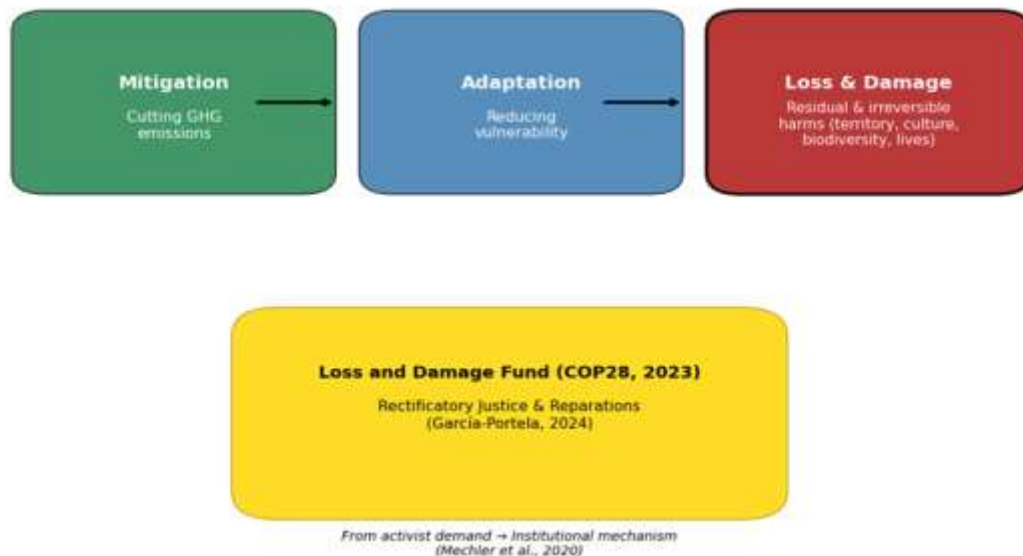 Mitigation
Cutting GHG
emissions
Adaptation
Reducing
vulnerability
Loss & Damage
Residual & irreversible
harms (territory, culture,
biodiversity, lives)
Loss and Damage Fund (COP28, 2023)
Rectificatory Justice & Reparations
(García-Portela, 2024)
From activist demand → Institutional mechanism
(Mechler et al., 2020)